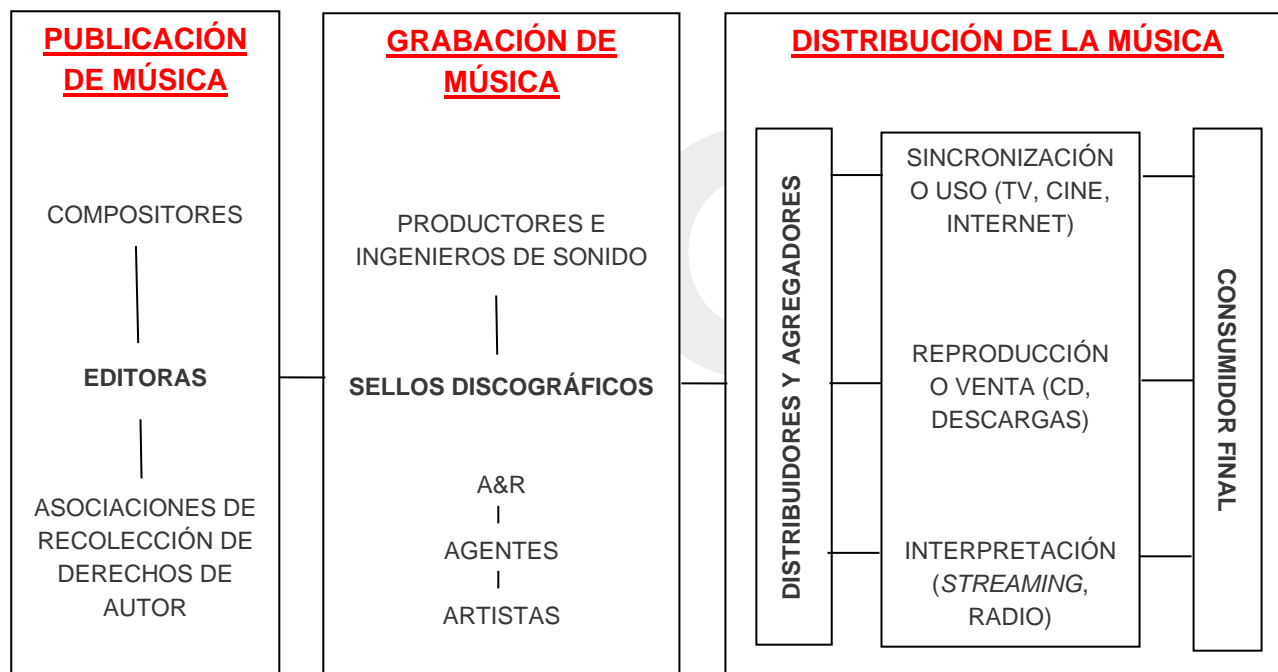 PUBLICACIÓN
DE MÚSICA
COMPOSITORES
EDITORAS
ASOCIACIONES DE
RECOLECCIÓN DE
DERECHOS DE
AUTOR
GRABACIÓN DE
MÚSICA
PRODUCTORES E
INGENIEROS DE SONIDO
SELLOS DISCOGRÁFICOS
A&R
AGENTES
ARTISTAS
DISTRIBUCIÓN DE LA MÚSICA
DISTRIBUIDORES Y AGREGADORES
SINCRONIZACIÓN
O USO (TV, CINE,
INTERNET)
REPRODUCCIÓN
O VENTA (CD,
DESCARGAS)
INTERPRETACIÓN
(STREAMING,
RADIO)
CONSUMIDOR FINAL